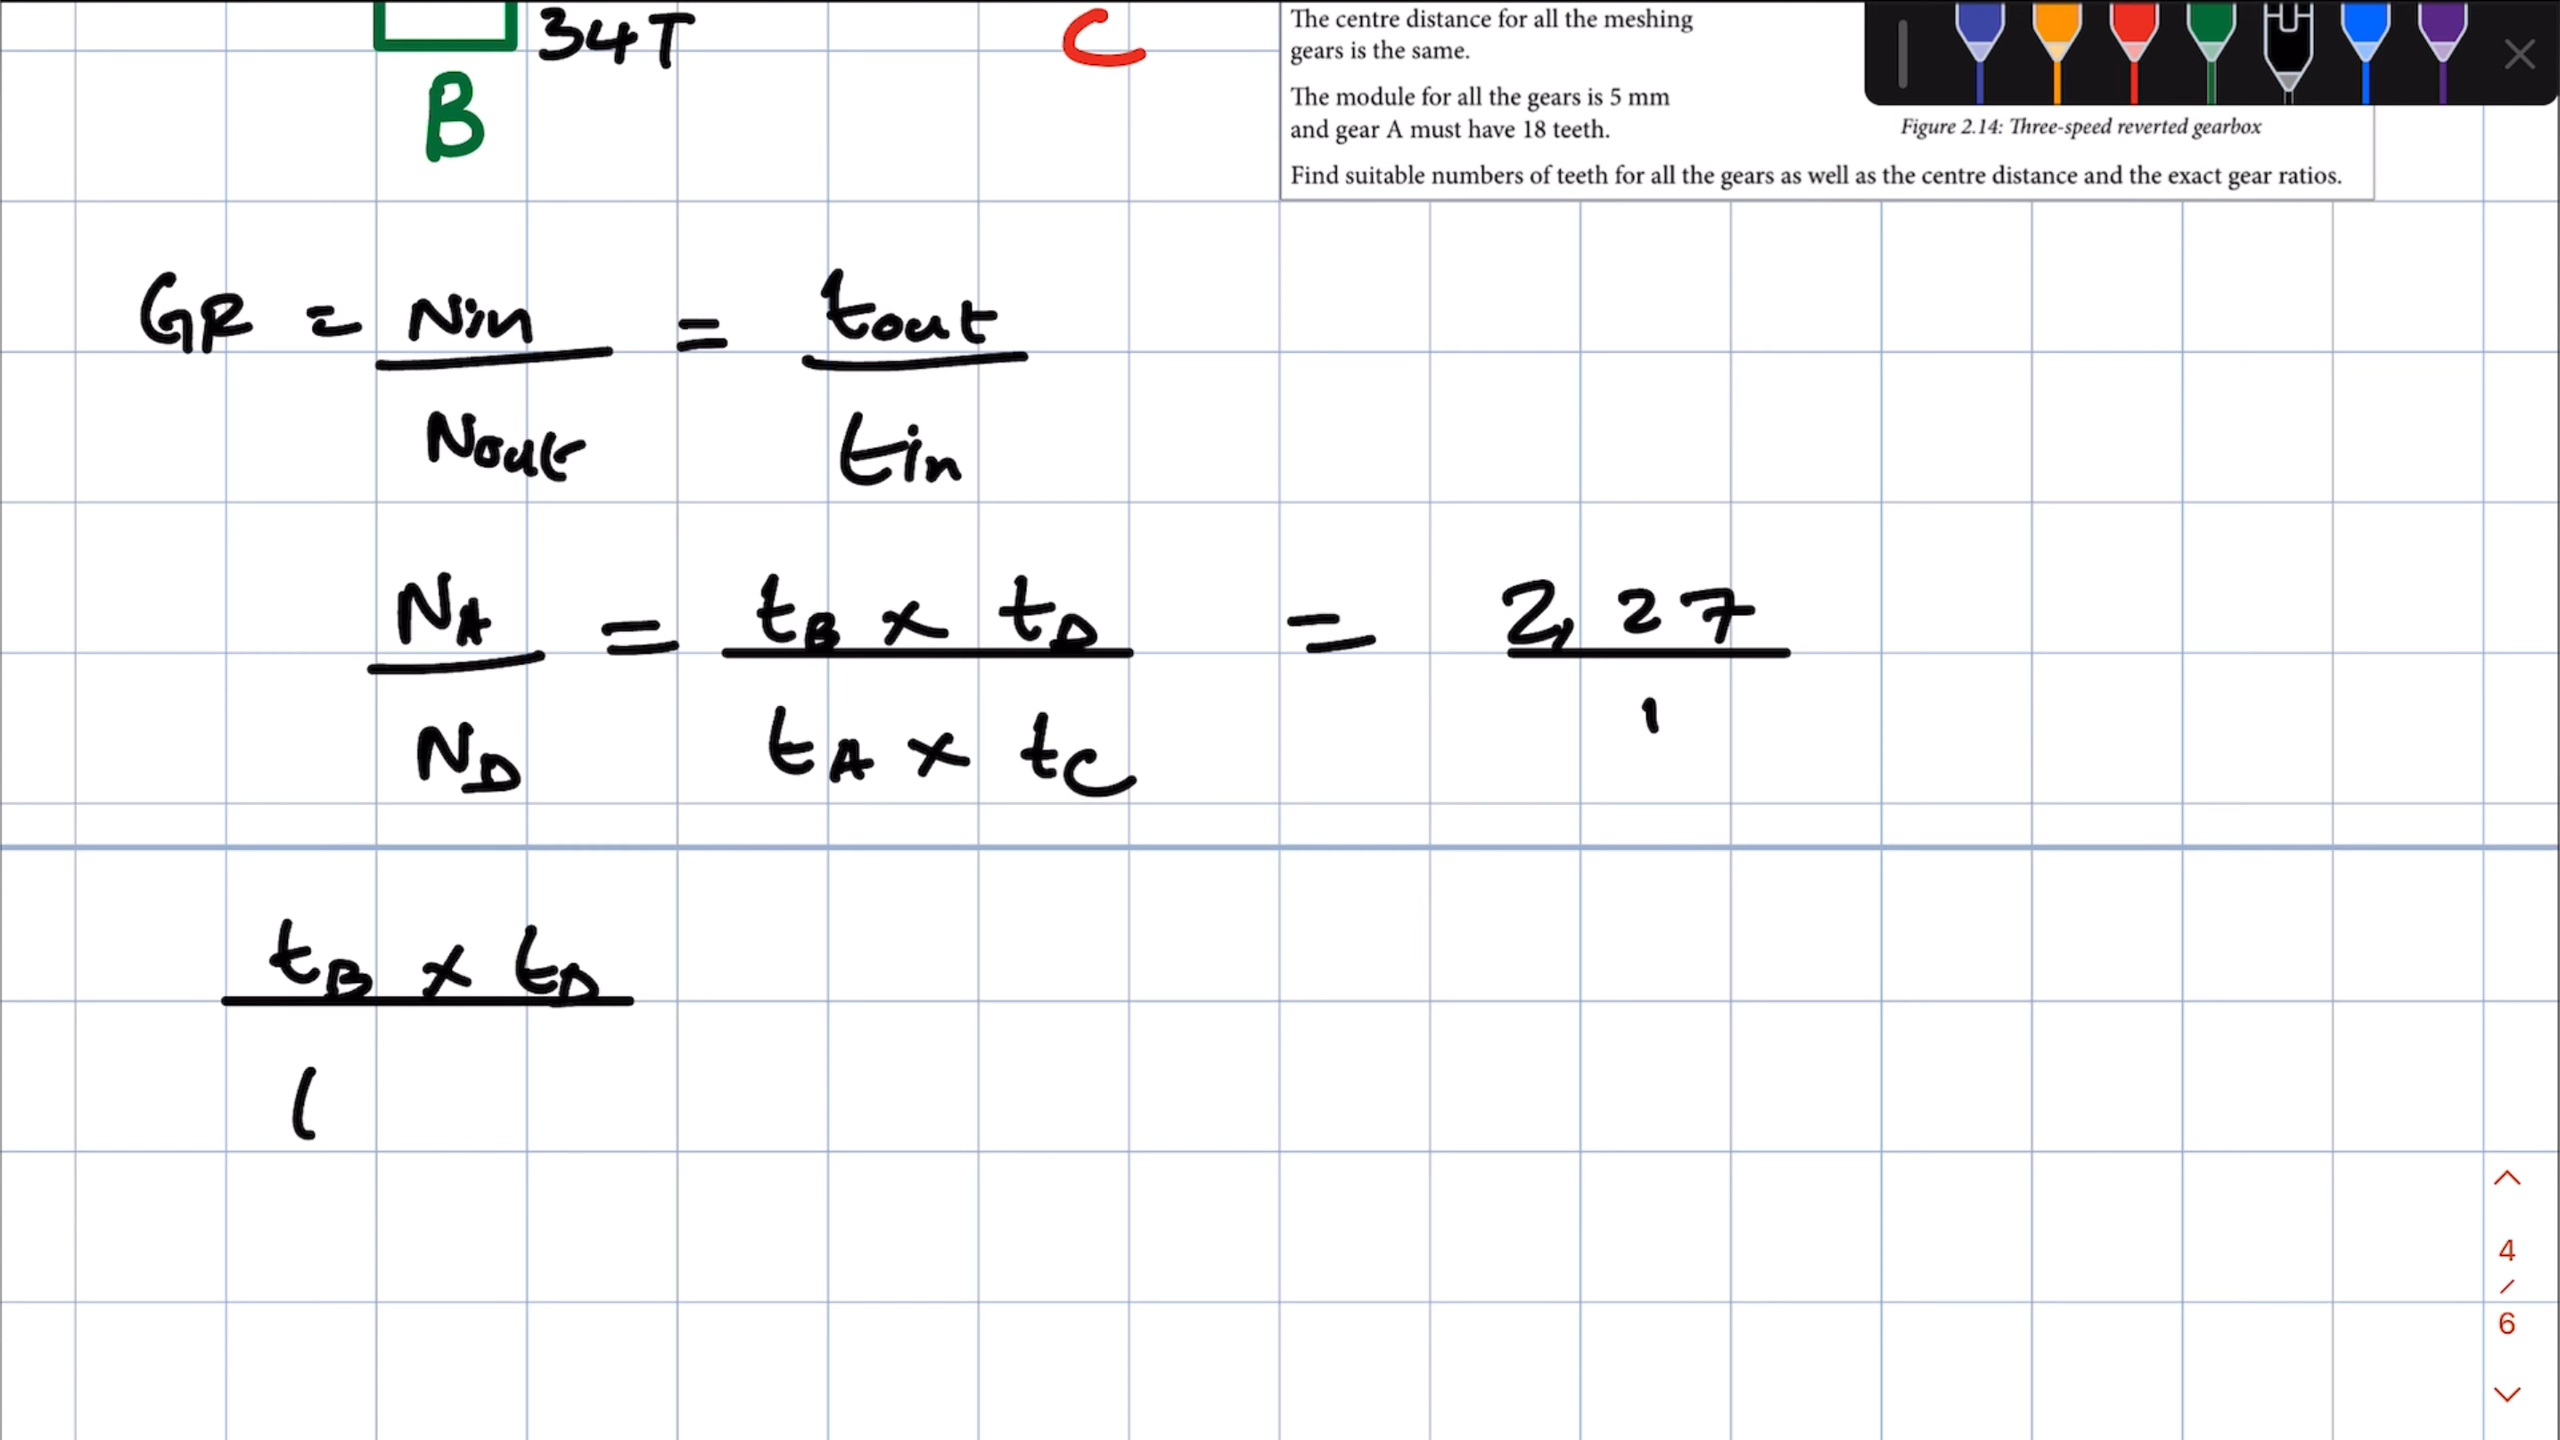 34T
C
B
The centre distance for all the meshing
gears is the same.
The module for all the gears is 5 mm
and gear A must have 18 teeth.
Figure 2.14: Three-speed reverted gearbox
Find suitable numbers of teeth for all the gears as well as the centre distance and the exact gear ratios.
GR = Nin / Nout = tout / tin
NA / ND = tB x tD / tA x tC = 2,27 / 1
tB x tD
(
4
/
6